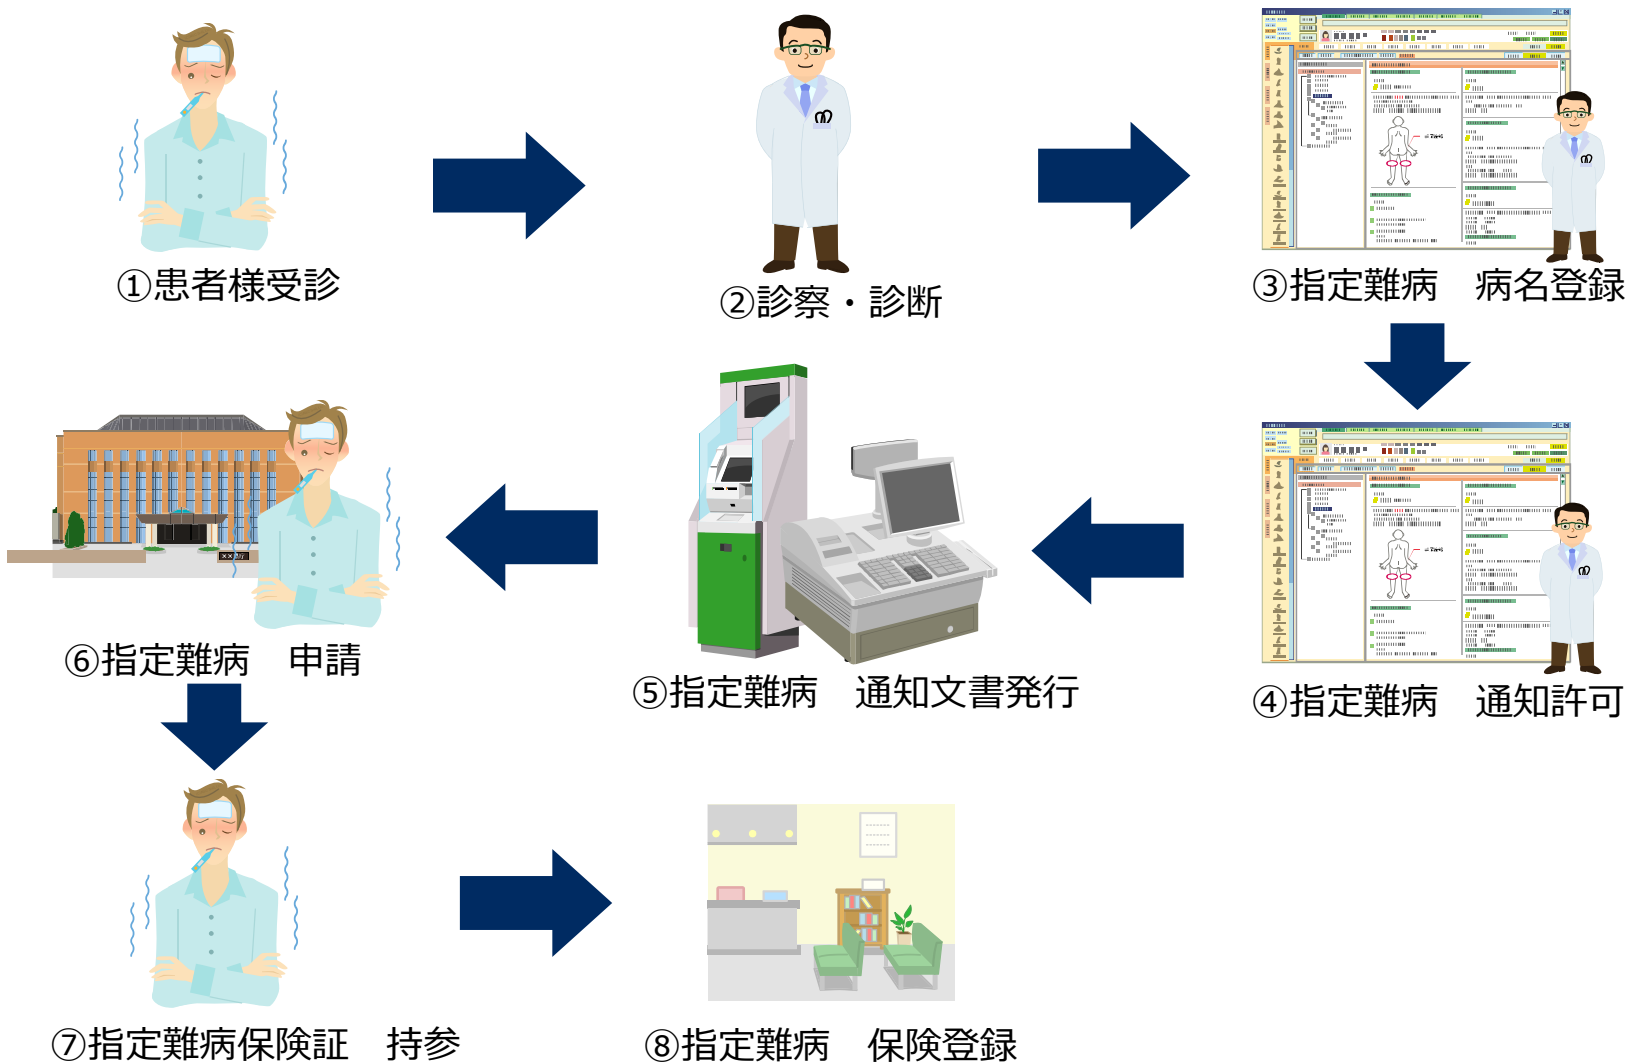 ①患者様受診
②診察・診断
③指定難病　病名登録
④指定難病　通知許可
⑤指定難病　通知文書発行
⑥指定難病　申請
⑦指定難病保険証　持参
⑧指定難病　保険登録